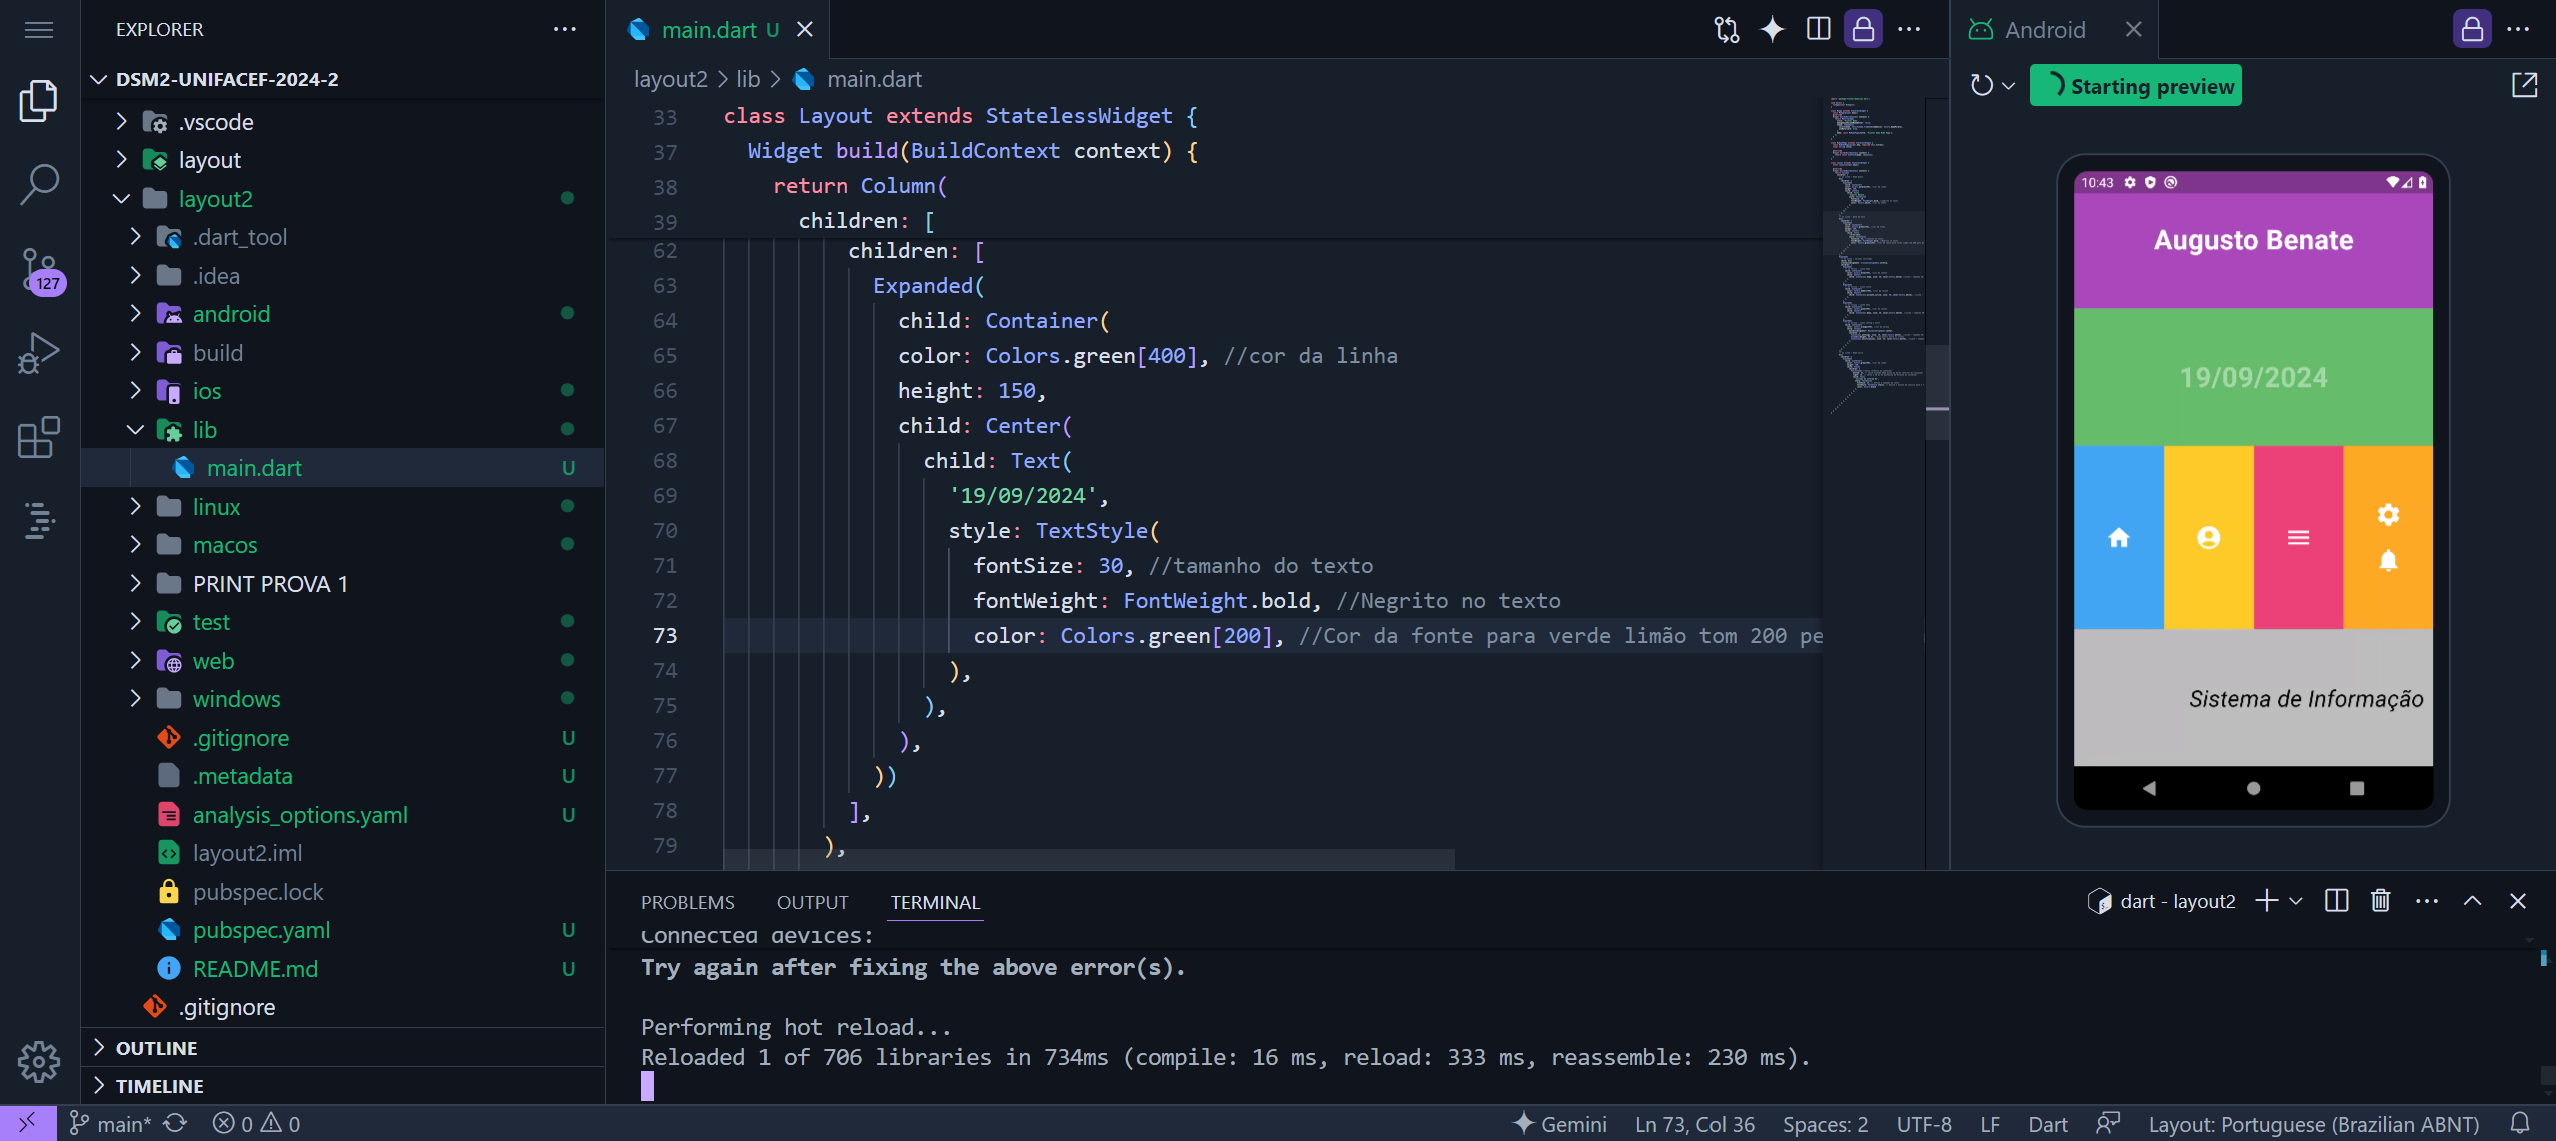 EXPLORER
DSM2-UNIFACEF-2024-2
.vscode
layout
layout2
.dart_tool
.idea
android
build
ios
lib
main.dart U
linux
macos
PRINT PROVA 1
test
web
windows
.gitignore U
.metadata U
analysis_options.yaml U
layout2.iml
pubspec.lock
pubspec.yaml U
README.md U
.gitignore
OUTLINE
TIMELINE
127
main.dart U
layout2 > lib > main.dart
33 class Layout extends StatelessWidget {
37 Widget build(BuildContext context) {
38 return Column(
39 children: [
62 children: [
63 Expanded(
64 child: Container(
65 color: Colors.green[400], //cor da linha
66 height: 150,
67 child: Center(
68 child: Text(
69 '19/09/2024',
70 style: TextStyle(
71 fontSize: 30, //tamanho do texto
72 fontWeight: FontWeight.bold, //Negrito no texto
73 color: Colors.green[200], //Cor da fonte para verde limão tom 200 pe
74 ),
75 ),
76 ),
77 ))
78 ],
79 ),
Android
Starting preview
10:43
Augusto Benate
19/09/2024
Sistema de Informação
PROBLEMS OUTPUT TERMINAL
dart - layout2
Connected devices:
Try again after fixing the above error(s).
Performing hot reload...
Reloaded 1 of 706 libraries in 734ms (compile: 16 ms, reload: 333 ms, reassemble: 230 ms).
main* 0 0 Gemini Ln 73, Col 36 Spaces: 2 UTF-8 LF Dart Layout: Portuguese (Brazilian ABNT)